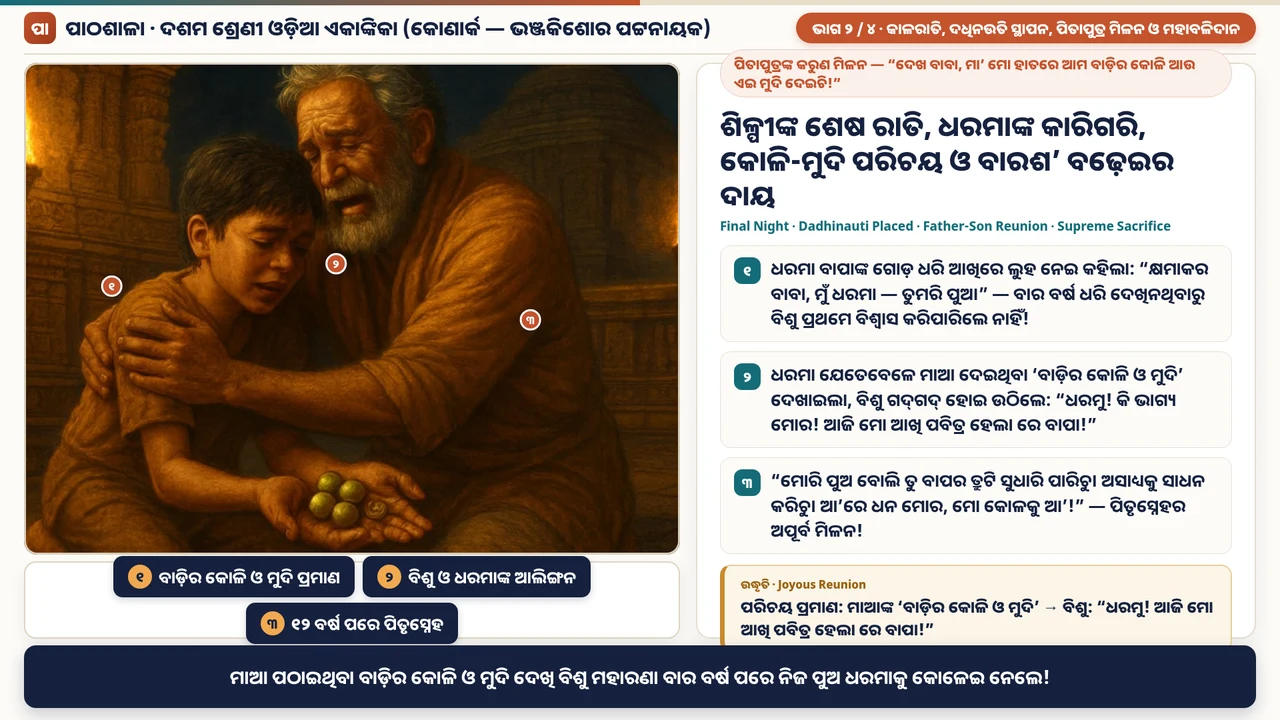 ପା ପାଠଶାଳା · ଦଶମ ଶ୍ରେଣୀ ଓଡ଼ିଆ ଏକାଙ୍କିକା (କୋଣାର୍କ — ଭଞ୍ଜକିଶୋର ପଟ୍ଟନାୟକ)
ଭାଗ ୨ / ୪ · କାଳରାତି, ଦଧିନଉତି ସ୍ଥାପନ, ପିତାପୁତ୍ର ମିଳନ ଓ ମହାବଳିଦାନ
ପିତାପୁତ୍ରଙ୍କ କରୁଣ ମିଳନ — “ଦେଖ ବାବା, ମା’ ମୋ ହାତରେ ଆମ ବାଡ଼ିର କୋଳି ଆଉ
ଏଇ ମୁଦି ଦେଇଚି!”
ଶିଳ୍ପୀଙ୍କ ଶେଷ ରାତି, ଧରମାଙ୍କ କାରିଗରି,
କୋଳି-ମୁଦି ପରିଚୟ ଓ ବାରଶ’ ବଢ଼େଇର
ଦାୟ
Final Night · Dadhinauti Placed · Father-Son Reunion · Supreme Sacrifice
୧ ଧରମା ବାପାଙ୍କ ଗୋଡ଼ ଧରି ଆଖିରେ ଲୁହ ନେଇ କହିଲା: “କ୍ଷମାକର
ବାବା, ମୁଁ ଧରମା — ତୁମରି ପୁଅ।” — ବାର ବର୍ଷ ଧରି ଦେଖିନଥିବାରୁ
ବିଶୁ ପ୍ରଥମେ ବିଶ୍ୱାସ କରିପାରିଲେ ନାହିଁ!
୨ ଧରମା ଯେତେବେଳେ ମାଆ ଦେଇଥିବା ‘ବାଡ଼ିର କୋଳି ଓ ମୁଦି’
ଦେଖାଇଲା, ବିଶୁ ଗଦ୍‌ଗଦ୍ ହୋଇ ଉଠିଲେ: “ଧରମୁ! କି ଭାଗ୍ୟ
ମୋର! ଆଜି ମୋ ଆଖି ପବିତ୍ର ହେଲା ରେ ବାପା!”
୩ “ମୋରି ପୁଅ ବୋଲି ତୁ ବାପର ତ୍ରୁଟି ସୁଧାରି ପାରିଚୁ। ଅସାଧ୍ୟକୁ ସାଧନ
କରିଚୁ। ଆ’ରେ ଧନ ମୋର, ମୋ କୋଳକୁ ଆ’!” — ପିତୃସ୍ନେହର
ଅପୂର୍ବ ମିଳନ!
ଉଦ୍ଧୃତି · Joyous Reunion
ପରିଚୟ ପ୍ରମାଣ: ମାଆଙ୍କ ‘ବାଡ଼ିର କୋଳି ଓ ମୁଦି’ → ବିଶୁ: “ଧରମୁ! ଆଜି ମୋ
ଆଖି ପବିତ୍ର ହେଲା ରେ ବାପା!”
୧
୨
୩
୧ ବାଡ଼ିର କୋଳି ଓ ମୁଦି ପ୍ରମାଣ
୨ ବିଶୁ ଓ ଧରମାଙ୍କ ଆଲିଙ୍ଗନ
୩ ୧୨ ବର୍ଷ ପରେ ପିତୃସ୍ନେହ
ମାଆ ପଠାଇଥିବା ବାଡ଼ିର କୋଳି ଓ ମୁଦି ଦେଖି ବିଶୁ ମହାରଣା ବାର ବର୍ଷ ପରେ ନିଜ ପୁଅ ଧରମାକୁ କୋଳେଇ ନେଲେ!